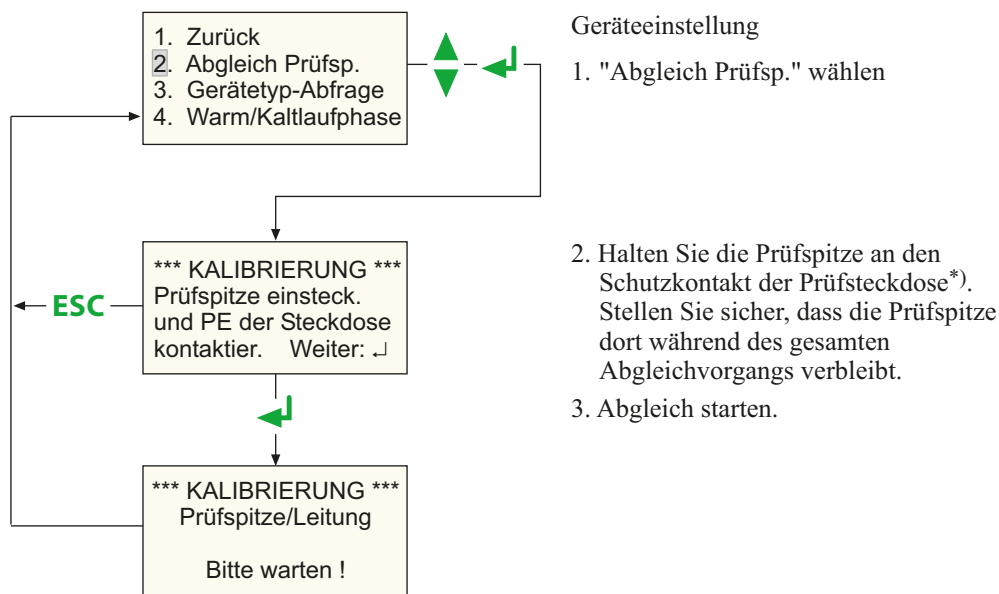 1. Zurück
2. Abgleich Prüfsp.
3. Gerätetyp-Abfrage
4. Warm/Kaltlaufphase
Geräteeinstellung
1. "Abgleich Prüfsp." wählen
*** KALIBRIERUNG ***
Prüfspitze einsteck.
und PE der Steckdose
kontaktier. Weiter: ↵
ESC
2. Halten Sie die Prüfspitze an den
Schutzkontakt der Prüfsteckdose*).
Stellen Sie sicher, dass die Prüfspitze
dort während des gesamten
Abgleichvorgangs verbleibt.
3. Abgleich starten.
*** KALIBRIERUNG ***
Prüfspitze/Leitung
Bitte warten !